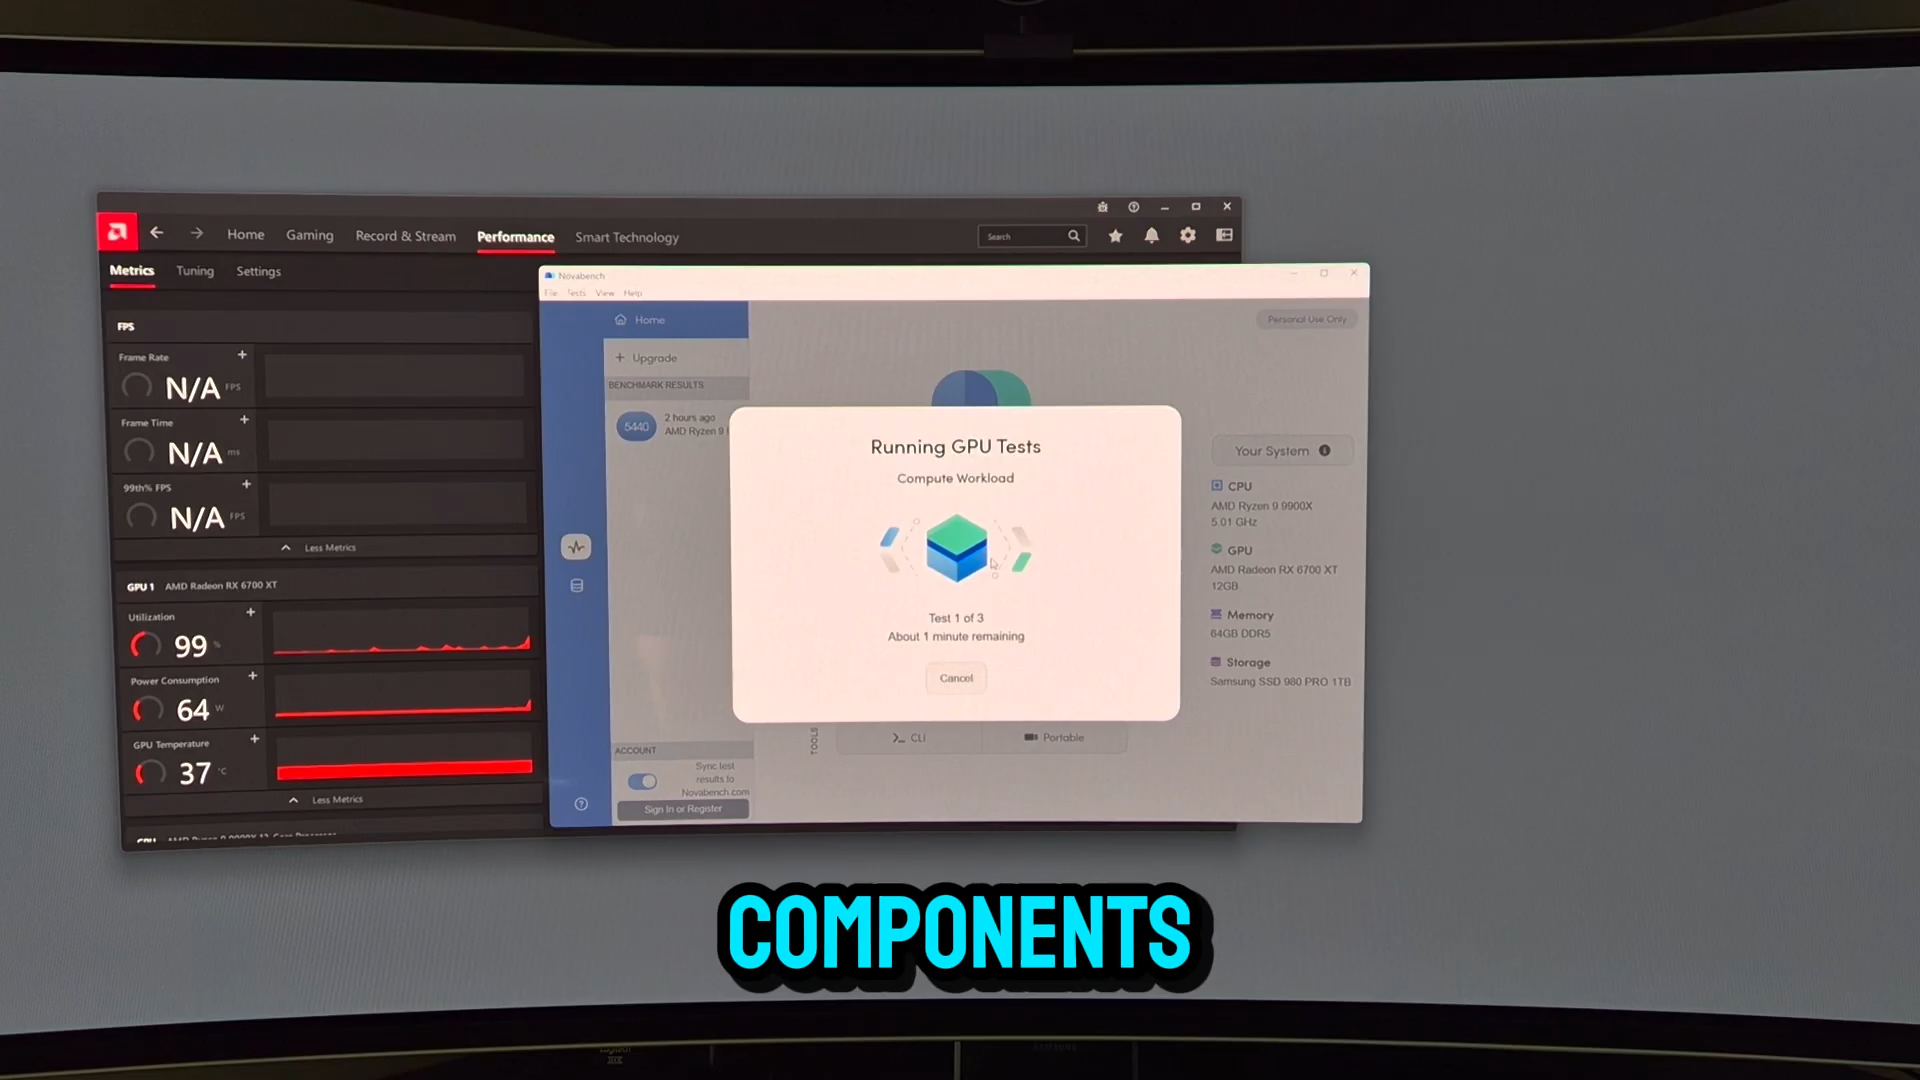 Home
Gaming
Record & Stream
Performance
Smart Technology
Search
Metrics
Tuning
Settings
FPS
Frame Rate
N/A FPS
Frame Time
N/A ms
99th% FPS
N/A FPS
Less Metrics
GPU 1 AMD Radeon RX 6700 XT
Utilization
99 %
Power Consumption
64 W
GPU Temperature
37 °C
Less Metrics
Novabench
File Tests View Help
Home
+ Upgrade
BENCHMARK RESULTS
5440
2 hours ago
AMD Ryzen 9
ACCOUNT
Sync test
results to
Novabench.com
Sign In or Register
Personal Use Only
Running GPU Tests
Compute Workload
Test 1 of 3
About 1 minute remaining
Cancel
TOOLS
>_ CLI
Portable
Your System
CPU
AMD Ryzen 9 9900X
5.01 GHz
GPU
AMD Radeon RX 6700 XT
12GB
Memory
64GB DDR5
Storage
Samsung SSD 980 PRO 1TB
COMPONENTS
SAMSUNG